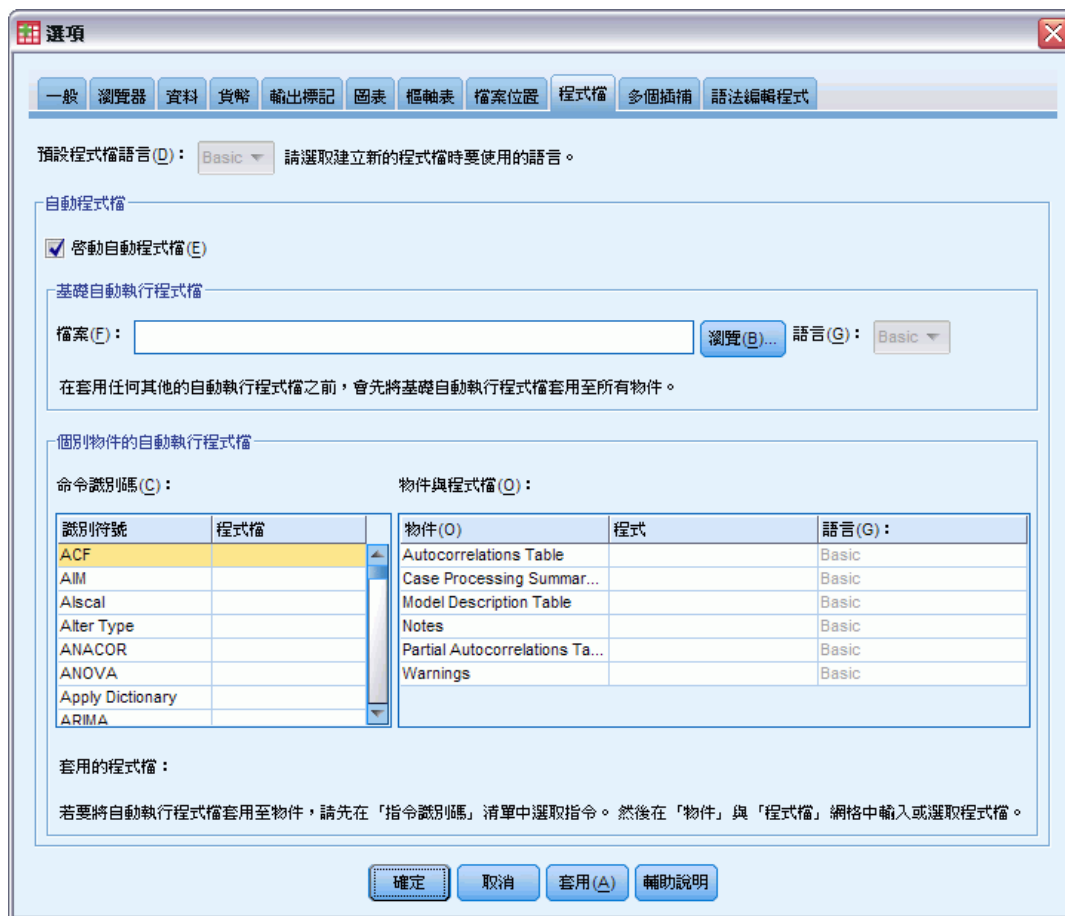 選項
一般 瀏覽器 資料 貨幣 輸出標記 圖表 樞軸表 檔案位置 程式檔 多個插補 語法編輯程式
預設程式檔語言(D)： Basic 請選取建立新的程式檔時要使用的語言。
自動程式檔
啓動自動程式檔(E)
基礎自動執行程式檔
檔案(F)： 瀏覽(B)... 語言(G)： Basic
在套用任何其他的自動執行程式檔之前，會先將基礎自動執行程式檔套用至所有物件。
個別物件的自動執行程式檔
命令識別碼(C)： 物件與程式檔(O)：
識別符號 程式檔 物件(O) 程式 語言(G)：
ACF Autocorrelations Table Basic
AIM Case Processing Summar... Basic
Alscal Model Description Table Basic
Alter Type Notes Basic
ANACOR Partial Autocorrelations Ta... Basic
ANOVA Warnings Basic
Apply Dictionary
ARIMA
套用的程式檔：
若要將自動執行程式檔套用至物件，請先在「指令識別碼」清單中選取指令。 然後在「物件」與「程式檔」網格中輸入或選取程式檔。
確定 取消 套用(A) 輔助說明